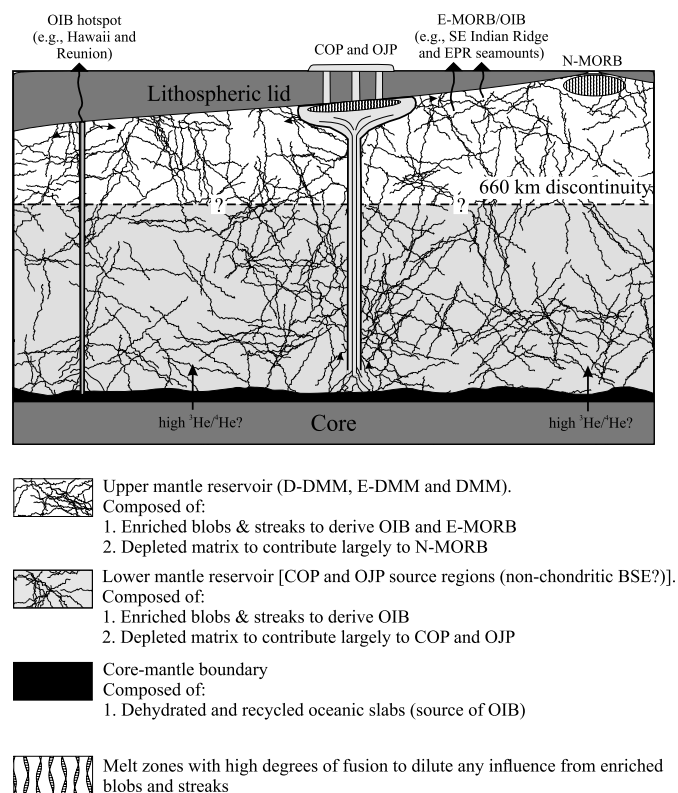 OIB hotspot
(e.g., Hawaii and
Reunion)
COP and OJP
E-MORB/OIB
(e.g., SE Indian Ridge
and EPR seamounts)
N-MORB
Lithospheric lid
660 km discontinuity
?
?
high ³He/⁴He?
Core
high ³He/⁴He?
Upper mantle reservoir (D-DMM, E-DMM and DMM).
Composed of:
1. Enriched blobs & streaks to derive OIB and E-MORB
2. Depleted matrix to contribute largely to N-MORB
Lower mantle reservoir [COP and OJP source regions (non-chondritic BSE?)].
Composed of:
1. Enriched blobs & streaks to derive OIB
2. Depleted matrix to contribute largely to COP and OJP
Core-mantle boundary
Composed of:
1. Dehydrated and recycled oceanic slabs (source of OIB)
Melt zones with high degrees of fusion to dilute any influence from enriched
blobs and streaks